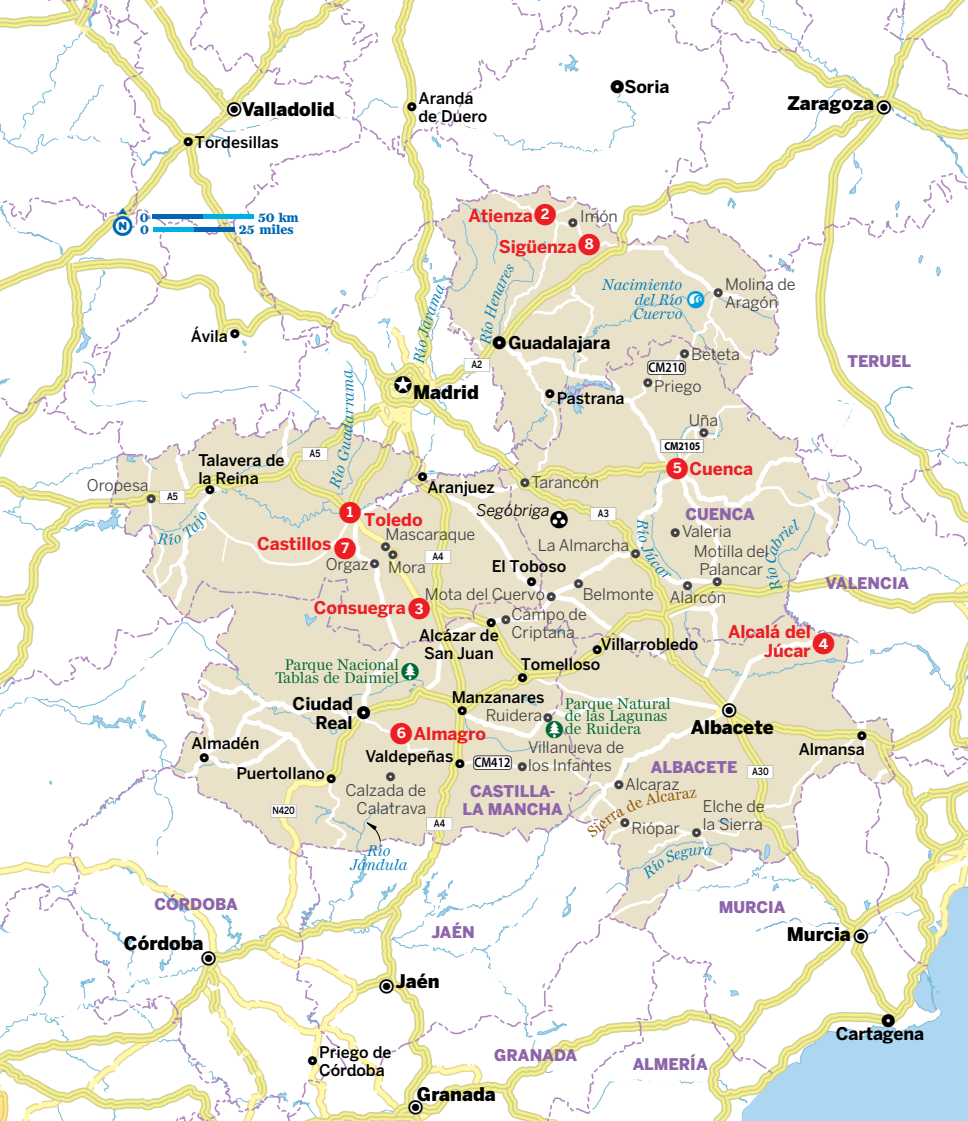 Aranda
de Duero
Soria
Valladolid
Zaragoza
Tordesillas
Atienza 2
Imón
0 50 km
N
0 25 miles
Sigüenza 8
Río Henares
Nacimiento
del Río
Cuervo
Molina de
Aragón
Río Jarama
Ávila
Guadalajara
Beteta
TERUEL
A2
CM210
Madrid
Priego
Pastrana
Río Guadarrama
Uña
CM2105
A5
Talavera de
la Reina
5 Cuenca
Oropesa
A5
Aranjuez
Tarancón
Segóbriga
1
Toledo
A3
CUENCA
Río Tajo
Mascaraque
Valeria
Castillos 7
La Almarcha
Río Júcar
Río Cabriel
A4
Motilla del
Palancar
Orgaz
Mora
El Toboso
VALENCIA
Mota del Cuervo
Belmonte
Alarcón
Consuegra 3
Campo de
Criptana
Alcázar de
San Juan
Alcalá del
Júcar 4
Villarrobledo
Parque Nacional
Tablas de Daimiel
Tomelloso
Ciudad
Real
Manzanares
Ruidera
Parque Natural
de las Lagunas
de Ruidera
Albacete
6 Almagro
Almadén
Valdepeñas
CM412
Villanueva de
los Infantes
Almansa
ALBACETE
A30
Puertollano
Calzada de
Calatrava
CASTILLA-
LA MANCHA
Alcaraz
Sierra de Alcaraz
N420
A4
Elche de
la Sierra
Riópar
Río
Jándula
Río Segura
CÓRDOBA
MURCIA
JAÉN
Córdoba
Murcia
Jaén
Cartagena
Priego de
Córdoba
GRANADA
ALMERÍA
Granada